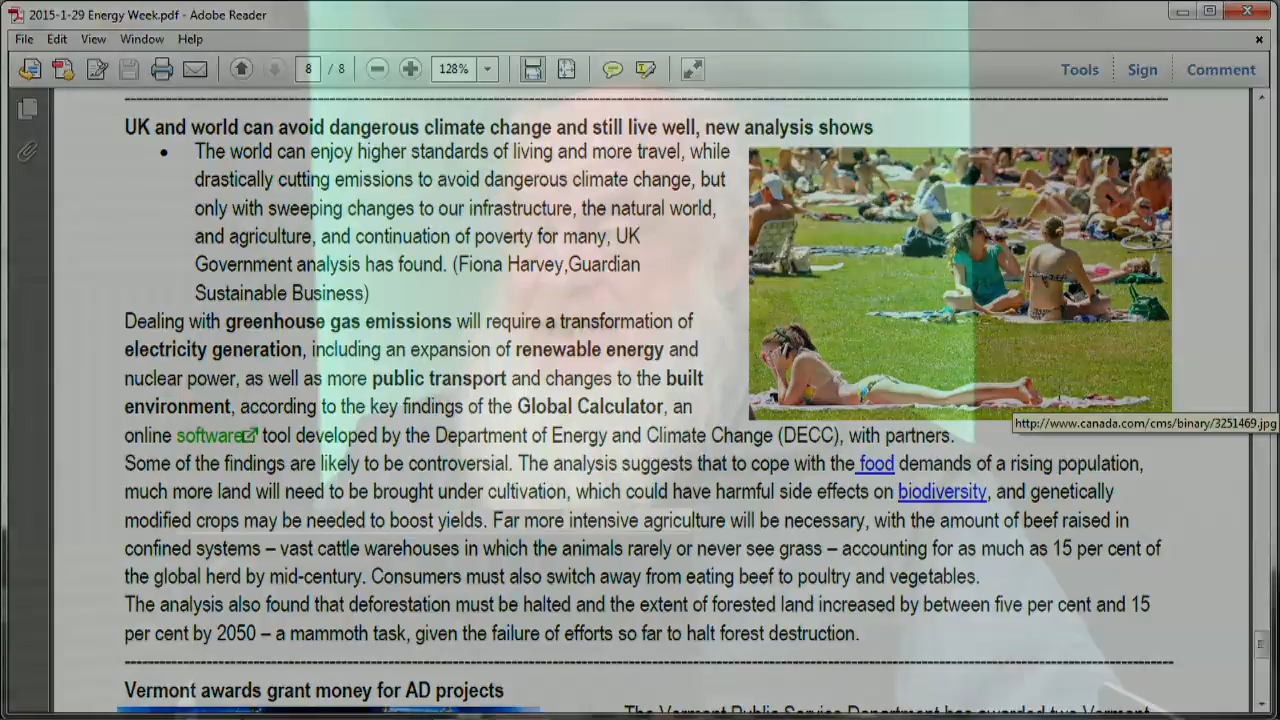 2015-1-29 Energy Week.pdf - Adobe Reader
File Edit View Window Help
8 / 8 128% Tools Sign Comment
UK and world can avoid dangerous climate change and still live well, new analysis shows
• The world can enjoy higher standards of living and more travel, while
drastically cutting emissions to avoid dangerous climate change, but
only with sweeping changes to our infrastructure, the natural world,
and agriculture, and continuation of poverty for many, UK
Government analysis has found. (Fiona Harvey,Guardian
Sustainable Business)
Dealing with greenhouse gas emissions will require a transformation of
electricity generation, including an expansion of renewable energy and
nuclear power, as well as more public transport and changes to the built
environment, according to the key findings of the Global Calculator, an
online software tool developed by the Department of Energy and Climate Change (DECC), with partners.
http://www.canada.com/cms/binary/3251469.jpg
Some of the findings are likely to be controversial. The analysis suggests that to cope with the food demands of a rising population,
much more land will need to be brought under cultivation, which could have harmful side effects on biodiversity, and genetically
modified crops may be needed to boost yields. Far more intensive agriculture will be necessary, with the amount of beef raised in
confined systems – vast cattle warehouses in which the animals rarely or never see grass – accounting for as much as 15 per cent of
the global herd by mid-century. Consumers must also switch away from eating beef to poultry and vegetables.
The analysis also found that deforestation must be halted and the extent of forested land increased by between five per cent and 15
per cent by 2050 – a mammoth task, given the failure of efforts so far to halt forest destruction.
Vermont awards grant money for AD projects
The Vermont Public Service Department has awarded two Vermont